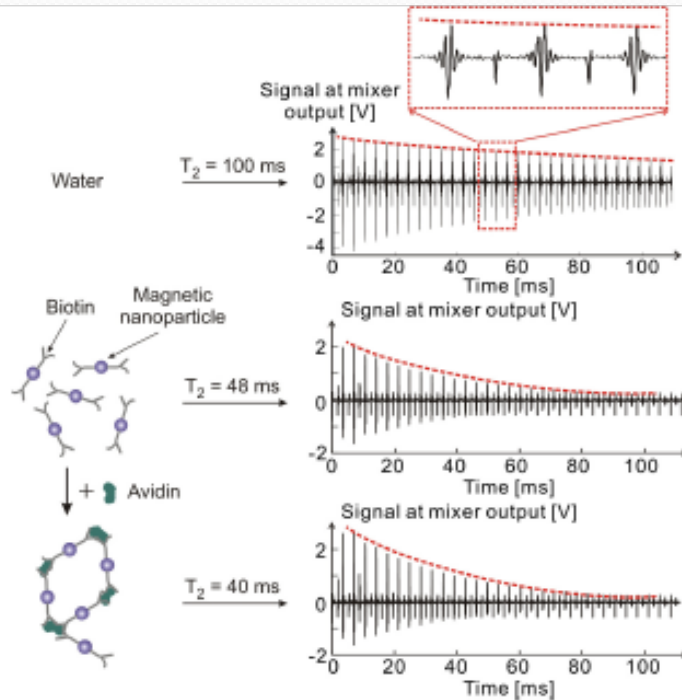 Signal at mixer
output [V]
Water
T2 = 100 ms
2
0
-2
-4
0 20 40 60 80 100
Time [ms]
Biotin
Magnetic
nanoparticle
Signal at mixer output [V]
T2 = 48 ms
2
0
-2
0 20 40 60 80 100
Time [ms]
+ Avidin
Signal at mixer output [V]
T2 = 40 ms
2
0
-2
0 20 40 60 80 100
Time [ms]